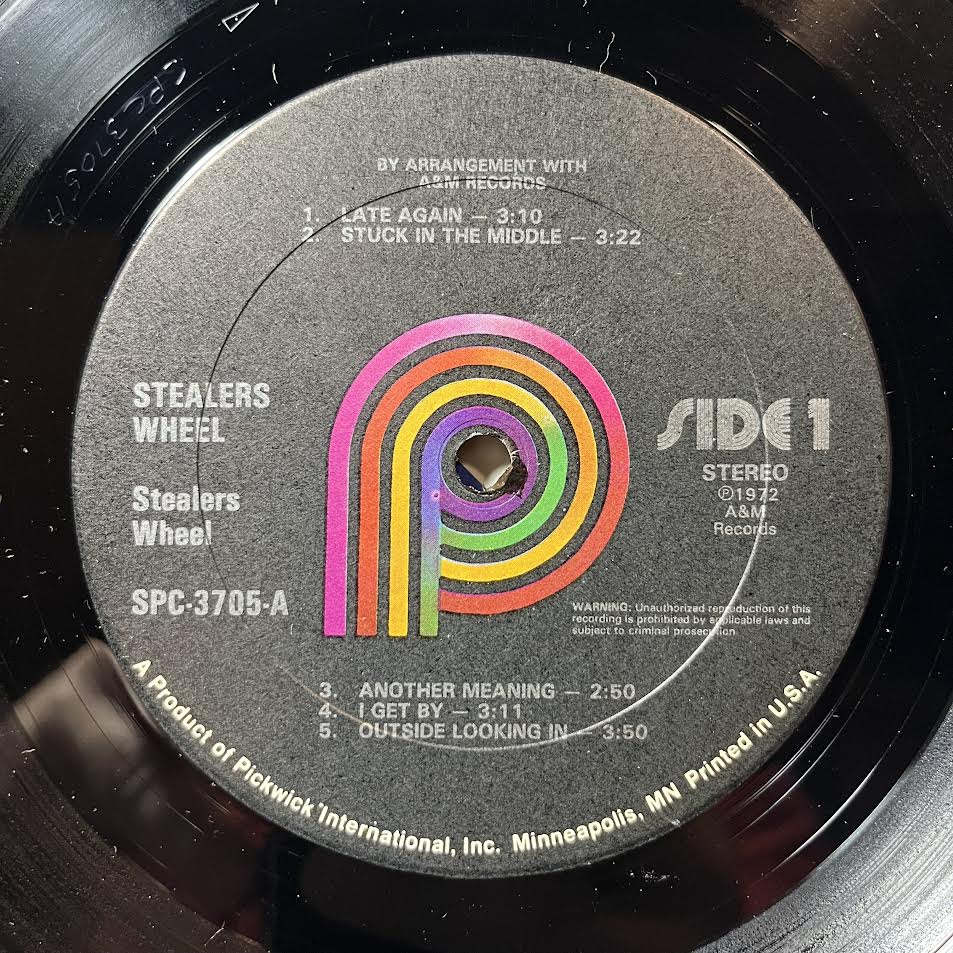 SPC-3705A
BY ARRANGEMENT WITH
A&M RECORDS
1. LATE AGAIN — 3:10
2. STUCK IN THE MIDDLE — 3:22
STEALERS
WHEEL
Stealers
Wheel
SPC-3705-A
SIDE 1
STEREO
℗1972
A&M
Records
WARNING: Unauthorized reproduction of this
recording is prohibited by applicable laws and
subject to criminal prosecution
3. ANOTHER MEANING — 2:50
4. I GET BY — 3:11
5. OUTSIDE LOOKING IN — 3:50
A Product of Pickwick International, Inc. Minneapolis, MN Printed in U.S.A.